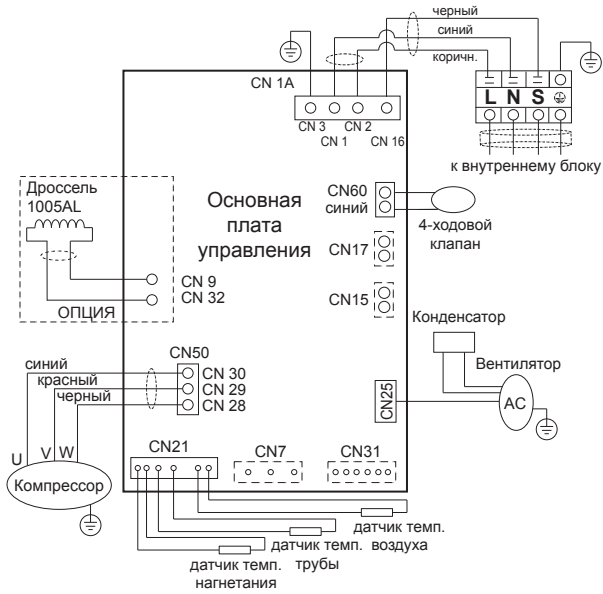 черный
синий
коричн.
CN 1A
L N S
CN 3
CN 2
CN 1
CN 16
к внутреннему блоку
Дроссель
1005AL
Основная
плата
управления
CN60
синий
4-ходовой
клапан
CN17
CN 9
CN 32
ОПЦИЯ
CN15
Конденсатор
CN50
Вентилятор
синий
красный
черный
CN 30
CN 29
CN 28
CN25
AC
U
V W
CN21
CN7
CN31
Компрессор
датчик темп.
воздуха
датчик темп.
трубы
датчик темп.
нагнетания